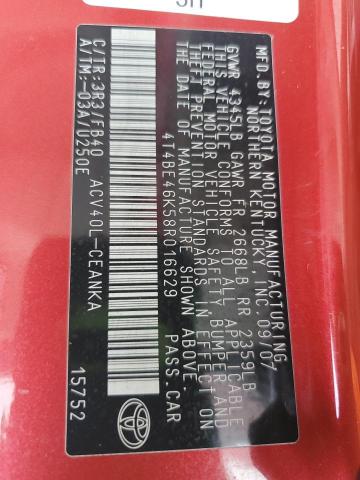 MFD.BY:TOYOTA MOTOR MANUFACTURING
NORTHERN KENTUCKY, INC. 09/07
GVWR 4345LB GAWR FR 2668LB RR 2359LB
THIS VEHICLE CONFORMS TO ALL APPLICABLE
FEDERAL MOTOR VEHICLE SAFETY BUMPER AND
THEFT PREVENTION STANDARDS IN EFFECT ON
THE DATE OF MANUFACTURE SHOWN ABOVE.
4T4BE46K58R016629 PASS.CAR
C/TR:3R3/FB40 ACV40L-CEANKA
A/TM:-03A/U250E 15752
TOYOTA